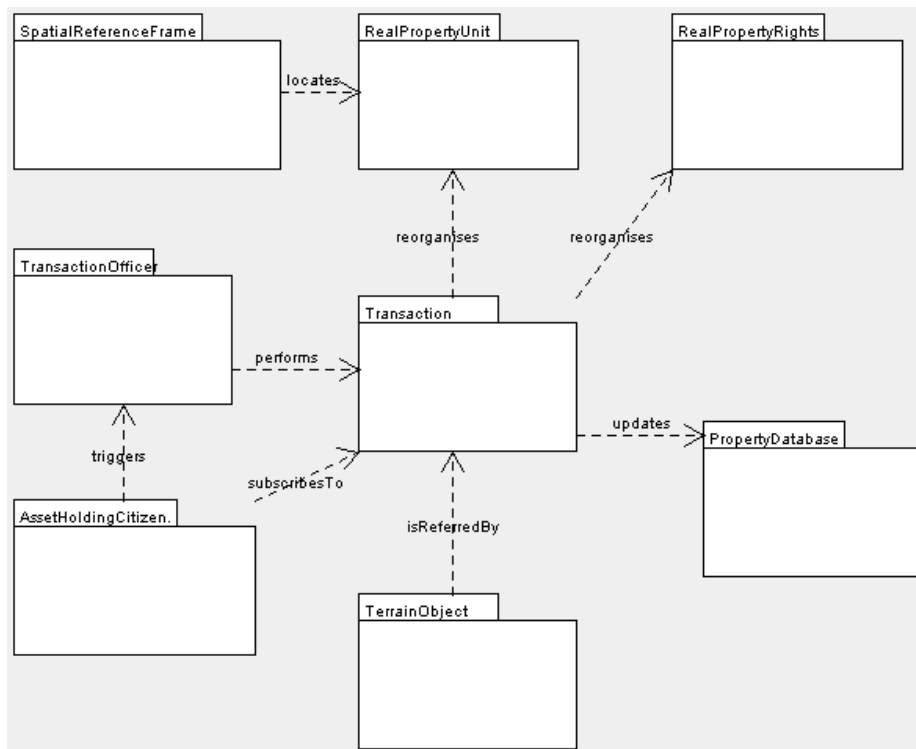 SpatialReferenceFrame
RealPropertyUnit
RealPropertyRights
locates
reorganises
reorganises
TransactionOfficer
Transaction
performs
updates
PropertyDatabase
triggers
subscribesTo
AssetHoldingCitizen.
isReferredBy
TerrainObject